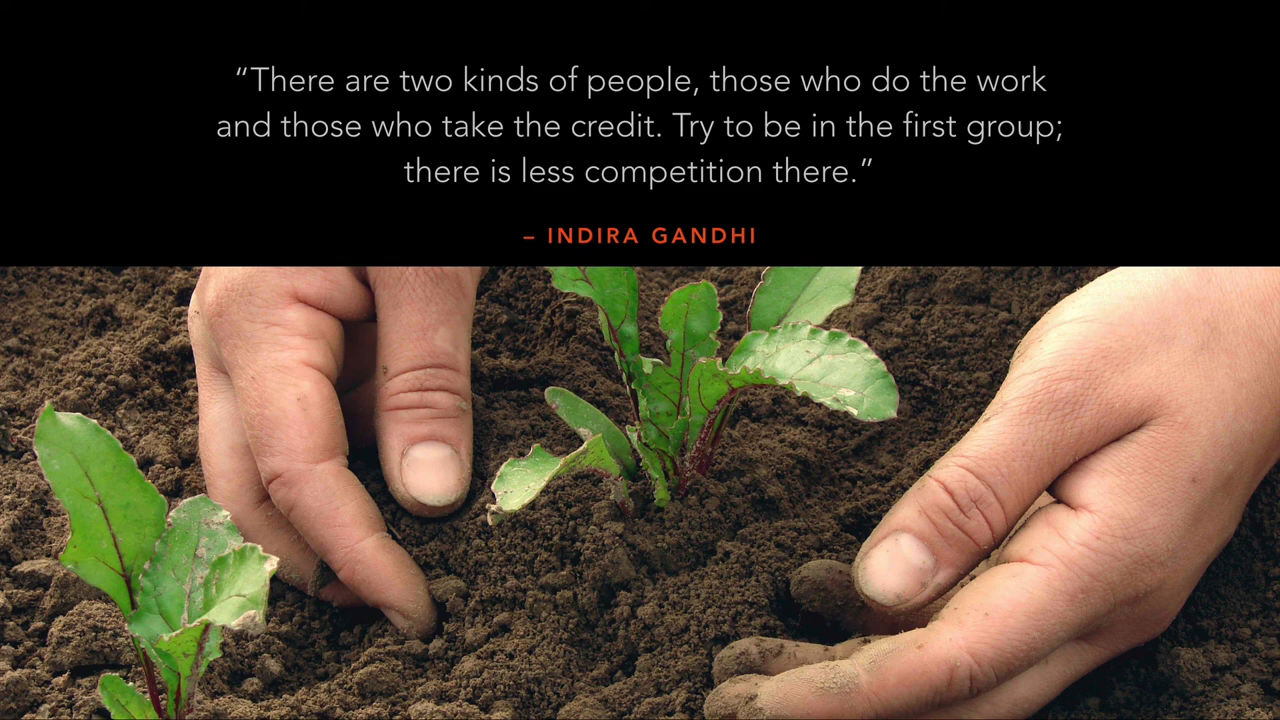 “There are two kinds of people, those who do the work
and those who take the credit. Try to be in the first group;
there is less competition there.”
– INDIRA GANDHI